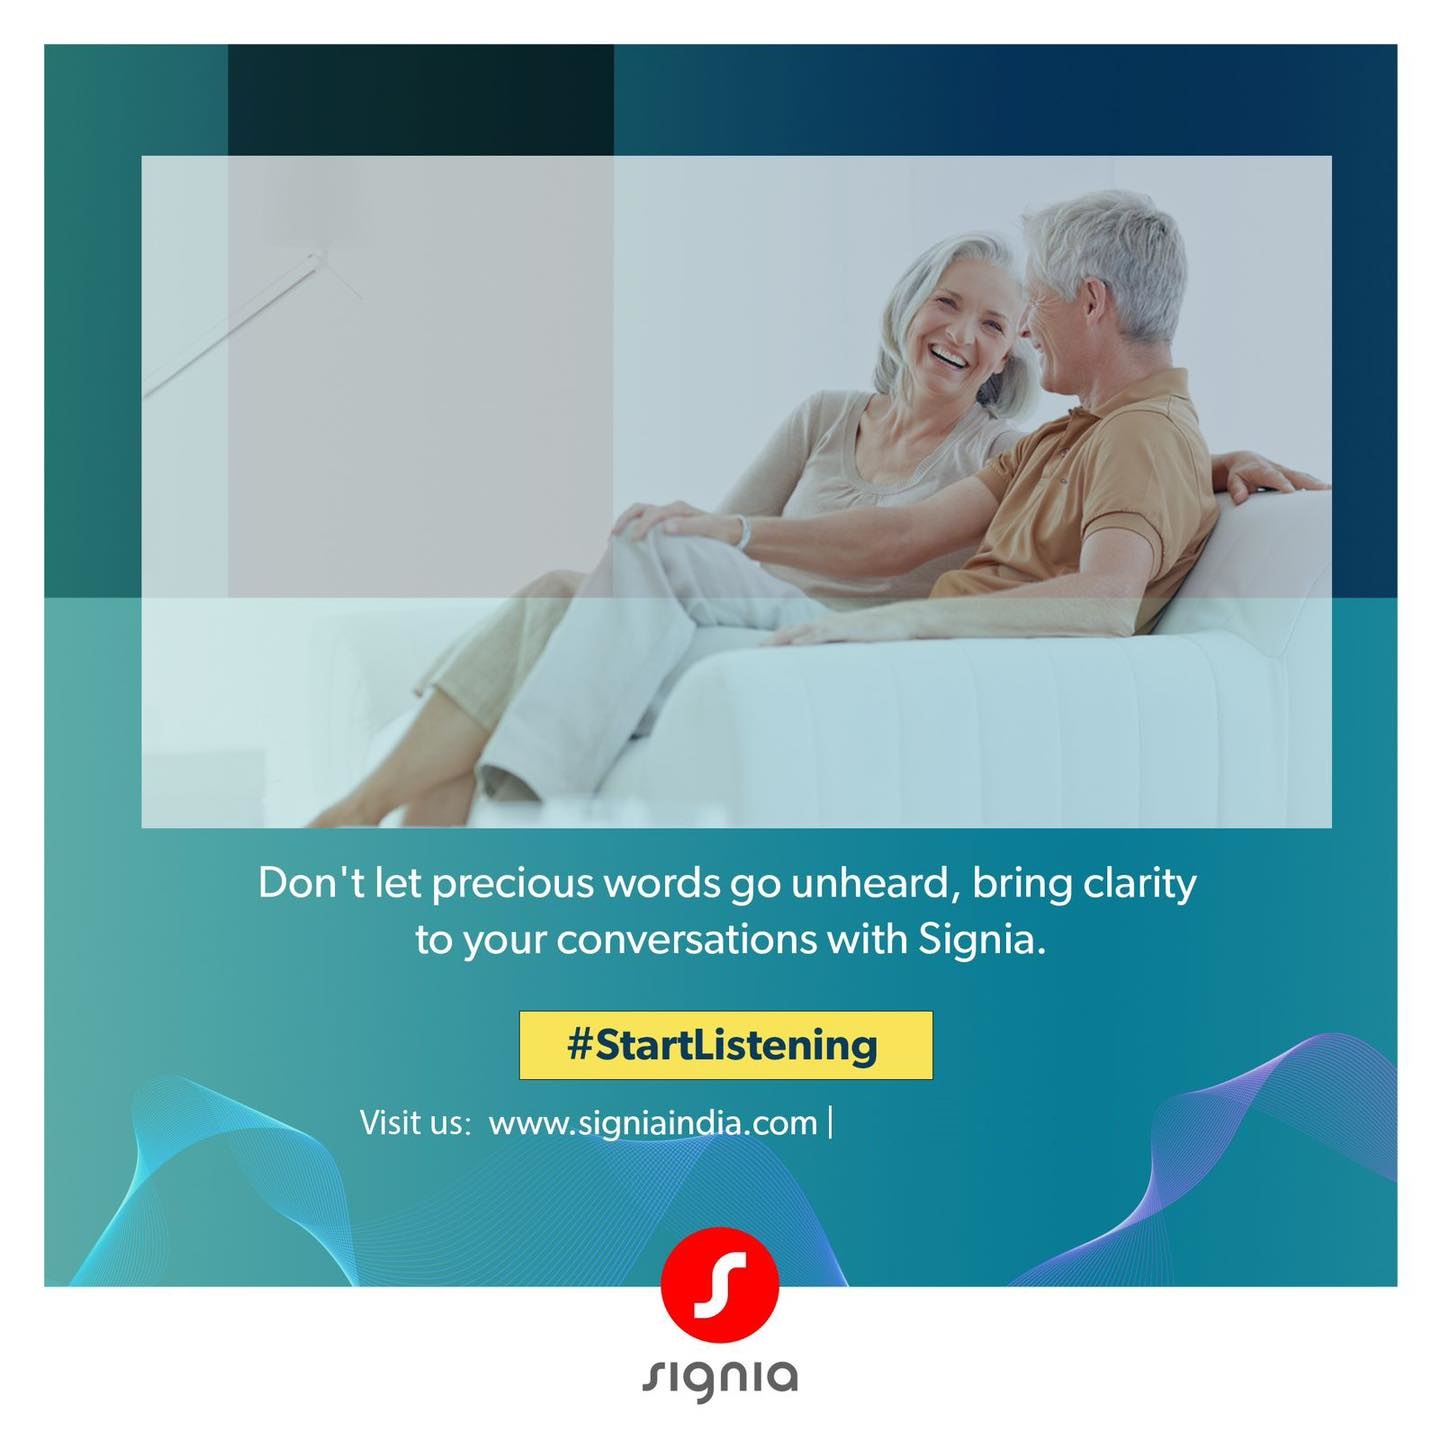 Don't let precious words go unheard, bring clarity
to your conversations with Signia.
#StartListening
Visit us: www.signiaindia.com |
signia